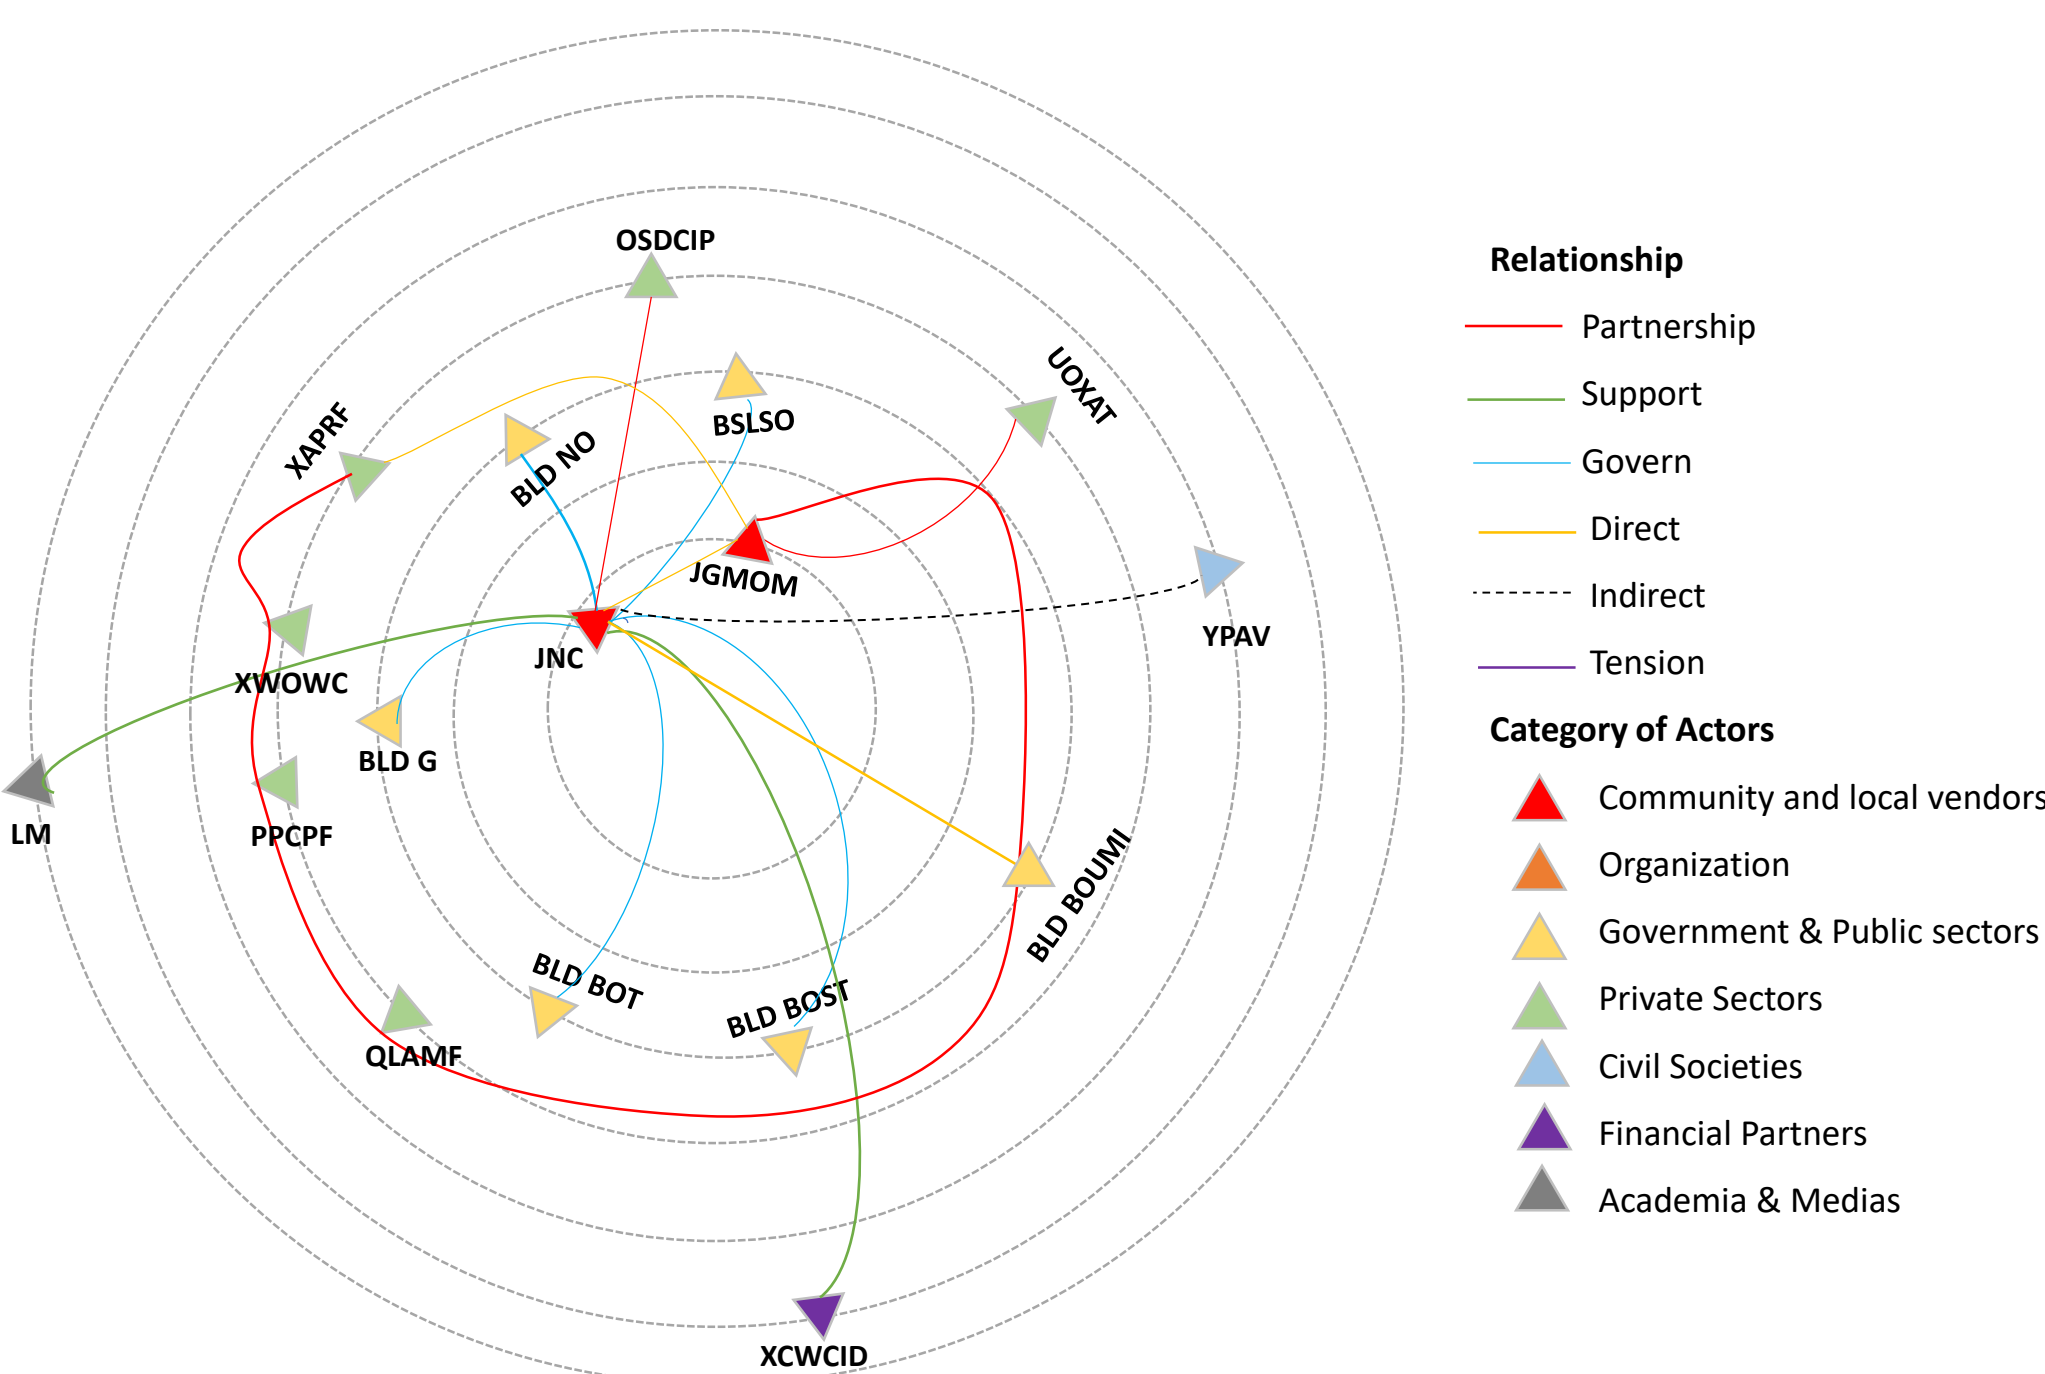 OSDCIP
BSLSO
UOXAT
XAPRF
BLD NO
JGMOM
YPAV
JNC
XWOWC
BLD G
LM
PPCPF
BLD BOUMI
BLD BOT
BLD BOST
QLAMF
XCWCID
Relationship
Partnership
Support
Govern
Direct
Indirect
Tension
Category of Actors
Community and local vendors
Organization
Government & Public sectors
Private Sectors
Civil Societies
Financial Partners
Academia & Medias